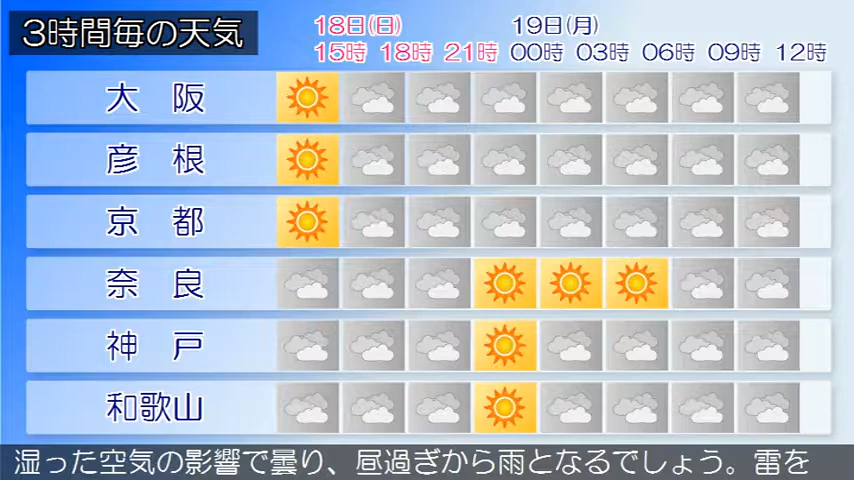 3時間毎の天気
18日(日) 19日(月)
15時 18時 21時 00時 03時 06時 09時 12時
大阪
彦根
京都
奈良
神戸
和歌山
湿った空気の影響で曇り、昼過ぎから雨となるでしょう。雷を